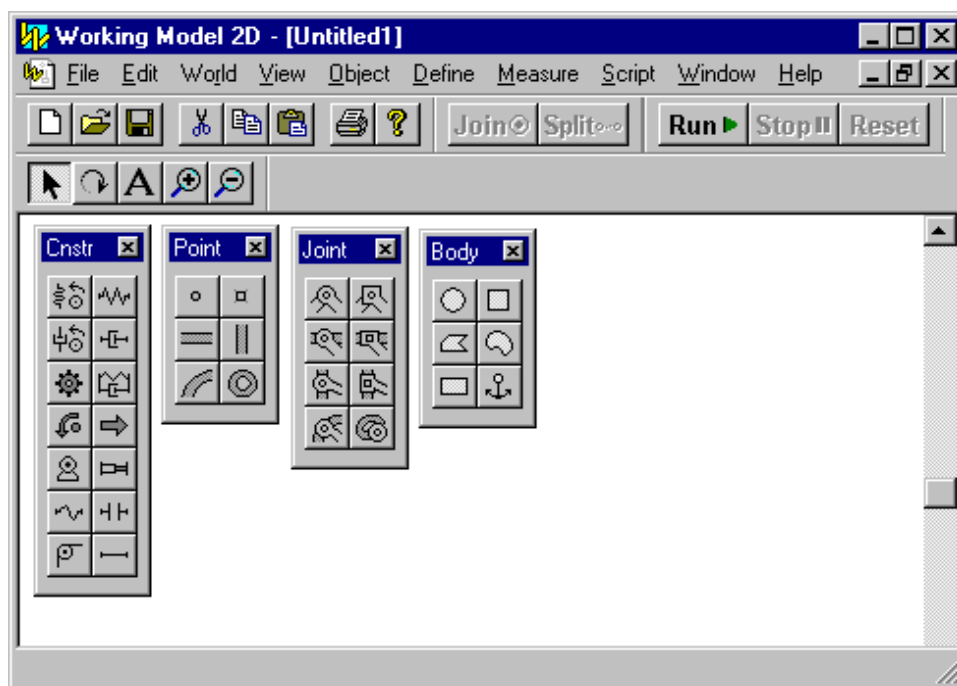 Working Model 2D - [Untitled1]
File Edit World View Object Define Measure Script Window Help
Join Split Run Stop Reset
A
Cnstr Point Joint Body